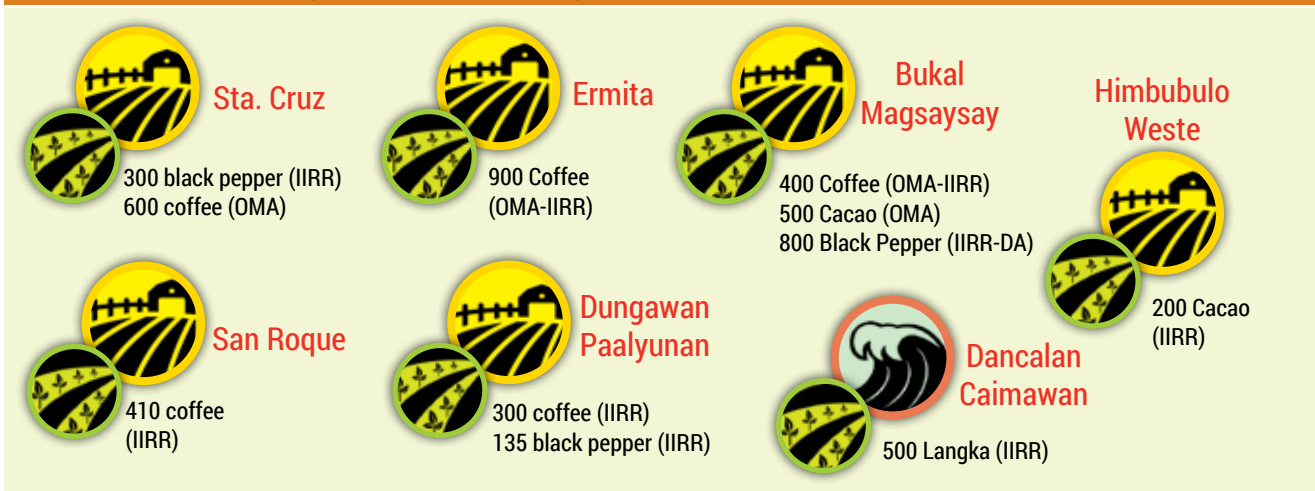 Sta. Cruz
300 black pepper (IIRR)
600 coffee (OMA)
Ermita
900 Coffee
(OMA-IIRR)
Bukal
Magsaysay
400 Coffee (OMA-IIRR)
500 Cacao (OMA)
800 Black Pepper (IIRR-DA)
Himbubulo
Weste
200 Cacao
(IIRR)
San Roque
410 coffee
(IIRR)
Dungawan
Paalyunan
300 coffee (IIRR)
135 black pepper (IIRR)
Dancalan
Caimawan
500 Langka (IIRR)